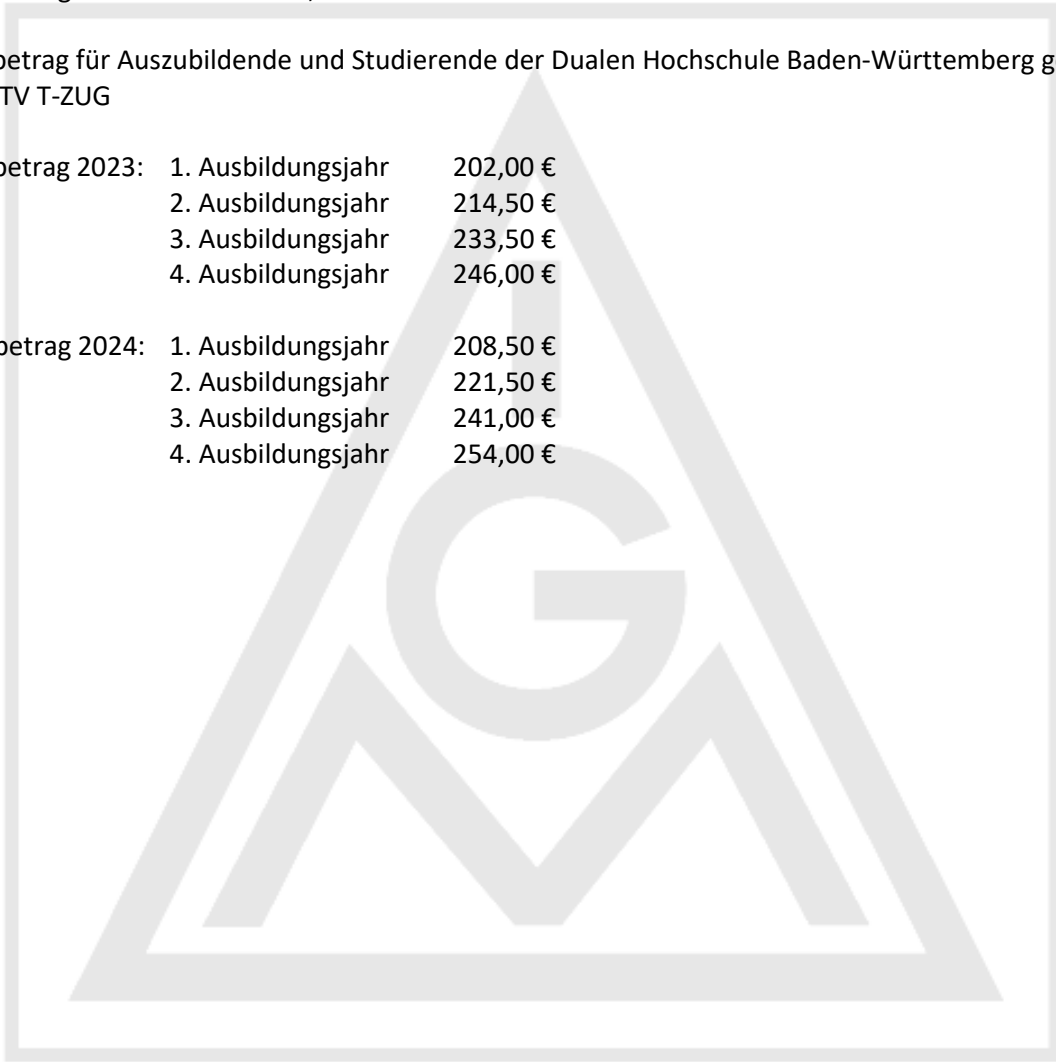 betrag für Auszubildende und Studierende der Dualen Hochschule Baden-Württemberg g
TV T-ZUG
betrag 2023: 1. Ausbildungsjahr 202,00 €
2. Ausbildungsjahr 214,50 €
3. Ausbildungsjahr 233,50 €
4. Ausbildungsjahr 246,00 €
betrag 2024: 1. Ausbildungsjahr 208,50 €
2. Ausbildungsjahr 221,50 €
3. Ausbildungsjahr 241,00 €
4. Ausbildungsjahr 254,00 €
I
G
M